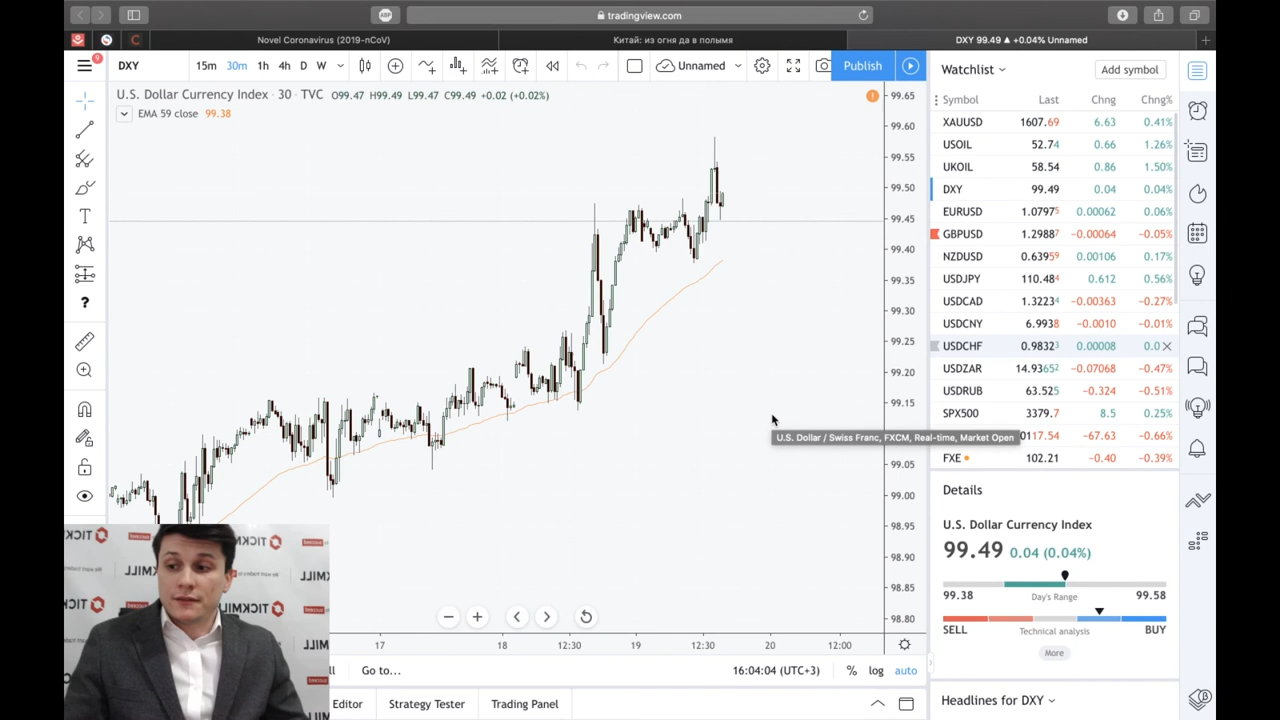 ABP
tradingview.com
Novel Coronavirus (2019-nCoV)
Китай: из огня да в полымя
DXY 99.49 ▲ +0.04% Unnamed
9
DXY
15m 30m 1h 4h D W
Unnamed
Publish
U.S. Dollar Currency Index · 30 · TVC O99.47 H99.49 L99.47 C99.49 +0.02 (+0.02%)
EMA 59 close 99.38
99.65
99.60
99.55
99.50
99.45
99.40
99.35
99.30
99.25
99.20
99.15
99.05
99.00
98.95
98.90
98.85
98.80
17 18 12:30 19 12:30 20 12:00
Go to...
16:04:04 (UTC+3) % log auto
Editor Strategy Tester Trading Panel
Watchlist Add symbol
Symbol Last Chng Chng%
XAUUSD 1607.69 6.63 0.41%
USOIL 52.74 0.66 1.26%
UKOIL 58.54 0.86 1.50%
DXY 99.49 0.04 0.04%
EURUSD 1.07975 0.00062 0.06%
GBPUSD 1.29887 −0.00064 −0.05%
NZDUSD 0.63959 0.00106 0.17%
USDJPY 110.484 0.612 0.56%
USDCAD 1.32234 −0.00363 −0.27%
USDCNY 6.9938 −0.0010 −0.01%
USDCHF 0.98323 0.00008 0.0
USDZAR 14.93652 −0.07068 −0.47%
USDRUB 63.525 −0.324 −0.51%
SPX500 3379.7 8.5 0.25%
U.S. Dollar / Swiss Franc, FXCM, Real-time, Market Open
0117.54 −67.63 −0.66%
FXE 102.21 −0.40 −0.39%
Details
U.S. Dollar Currency Index
99.49 0.04 (0.04%)
99.38 Day's Range 99.58
SELL Technical analysis BUY
More
Headlines for DXY
TICKMILL